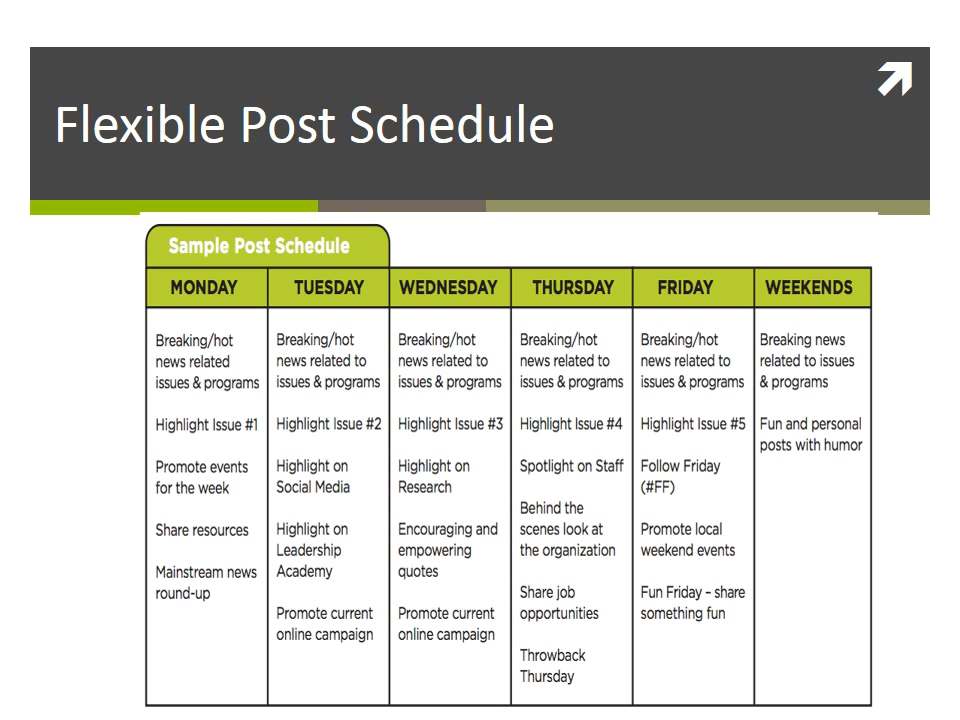 Flexible Post Schedule
Sample Post Schedule
MONDAY
TUESDAY
WEDNESDAY
THURSDAY
FRIDAY
WEEKENDS
Breaking/hot
news related
issues & programs
Highlight Issue #1
Promote events
for the week
Share resources
Mainstream news
round-up
Breaking/hot
news related to
issues & programs
Highlight Issue #2
Highlight on
Social Media
Highlight on
Leadership
Academy
Promote current
online campaign
Breaking/hot
news related to
issues & programs
Highlight Issue #3
Highlight on
Research
Encouraging and
empowering
quotes
Promote current
online campaign
Breaking/hot
news related to
issues & programs
Highlight Issue #4
Spotlight on Staff
Behind the
scenes look at
the organization
Share job
opportunities
Throwback
Thursday
Breaking/hot
news related to
issues & programs
Highlight Issue #5
Follow Friday
(#FF)
Promote local
weekend events
Fun Friday – share
something fun
Breaking news
related to issues
& programs
Fun and personal
posts with humor